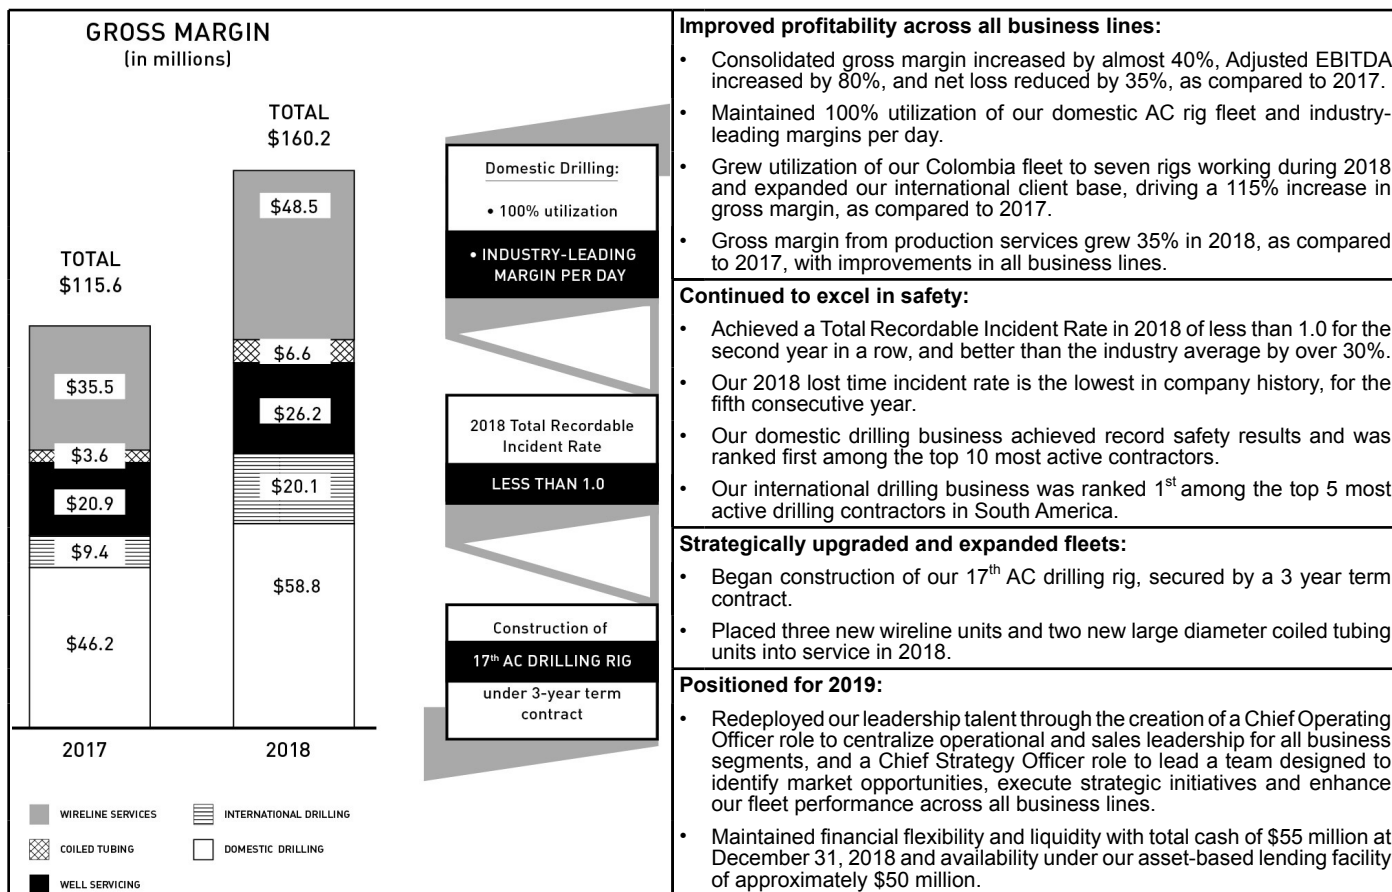 GROSS MARGIN
(in millions)
TOTAL
$160.2
$48.5
TOTAL
$115.6
$6.6
$35.5
$26.2
$3.6
$20.9
$20.1
$9.4
$58.8
$46.2
2017
2018
WIRELINE SERVICES
INTERNATIONAL DRILLING
COILED TUBING
DOMESTIC DRILLING
WELL SERVICING
Domestic Drilling:
• 100% utilization
• INDUSTRY-LEADING
MARGIN PER DAY
2018 Total Recordable
Incident Rate
LESS THAN 1.0
Construction of
17th AC DRILLING RIG
under 3-year term
contract
Improved profitability across all business lines:
• Consolidated gross margin increased by almost 40%, Adjusted EBITDA
increased by 80%, and net loss reduced by 35%, as compared to 2017.
• Maintained 100% utilization of our domestic AC rig fleet and industry-
leading margins per day.
• Grew utilization of our Colombia fleet to seven rigs working during 2018
and expanded our international client base, driving a 115% increase in
gross margin, as compared to 2017.
• Gross margin from production services grew 35% in 2018, as compared
to 2017, with improvements in all business lines.
Continued to excel in safety:
• Achieved a Total Recordable Incident Rate in 2018 of less than 1.0 for the
second year in a row, and better than the industry average by over 30%.
• Our 2018 lost time incident rate is the lowest in company history, for the
fifth consecutive year.
• Our domestic drilling business achieved record safety results and was
ranked first among the top 10 most active contractors.
• Our international drilling business was ranked 1st among the top 5 most
active drilling contractors in South America.
Strategically upgraded and expanded fleets:
• Began construction of our 17th AC drilling rig, secured by a 3 year term
contract.
• Placed three new wireline units and two new large diameter coiled tubing
units into service in 2018.
Positioned for 2019:
• Redeployed our leadership talent through the creation of a Chief Operating
Officer role to centralize operational and sales leadership for all business
segments, and a Chief Strategy Officer role to lead a team designed to
identify market opportunities, execute strategic initiatives and enhance
our fleet performance across all business lines.
• Maintained financial flexibility and liquidity with total cash of $55 million at
December 31, 2018 and availability under our asset-based lending facility
of approximately $50 million.